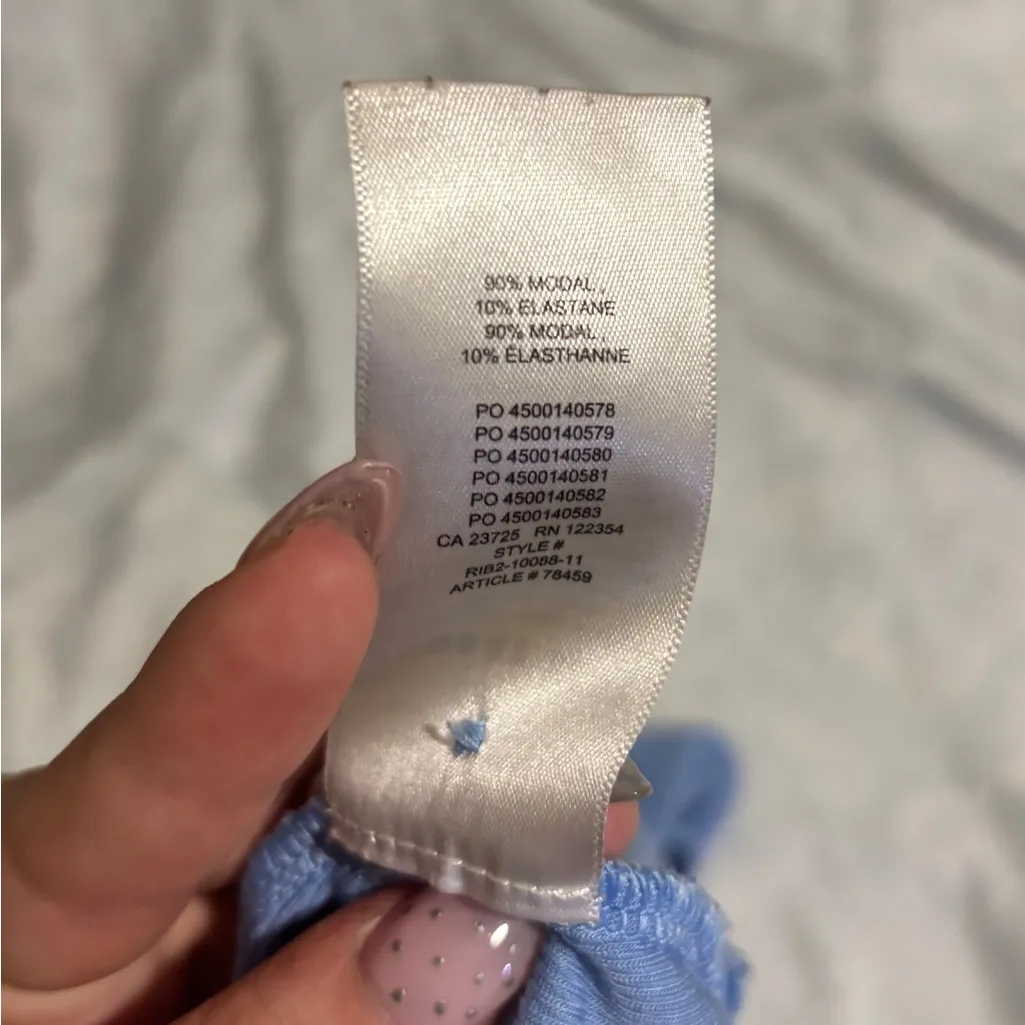 90% MODAL ,
10% ELASTANE
90% MODAL ,
10% ÉLASTHANNE
PO 4500140578
PO 4500140579
PO 4500140580
PO 4500140581
PO 4500140582
PO 4500140583
CA 23725 RN 122354
STYLE #
RIB2-10088-11
ARTICLE # 78459